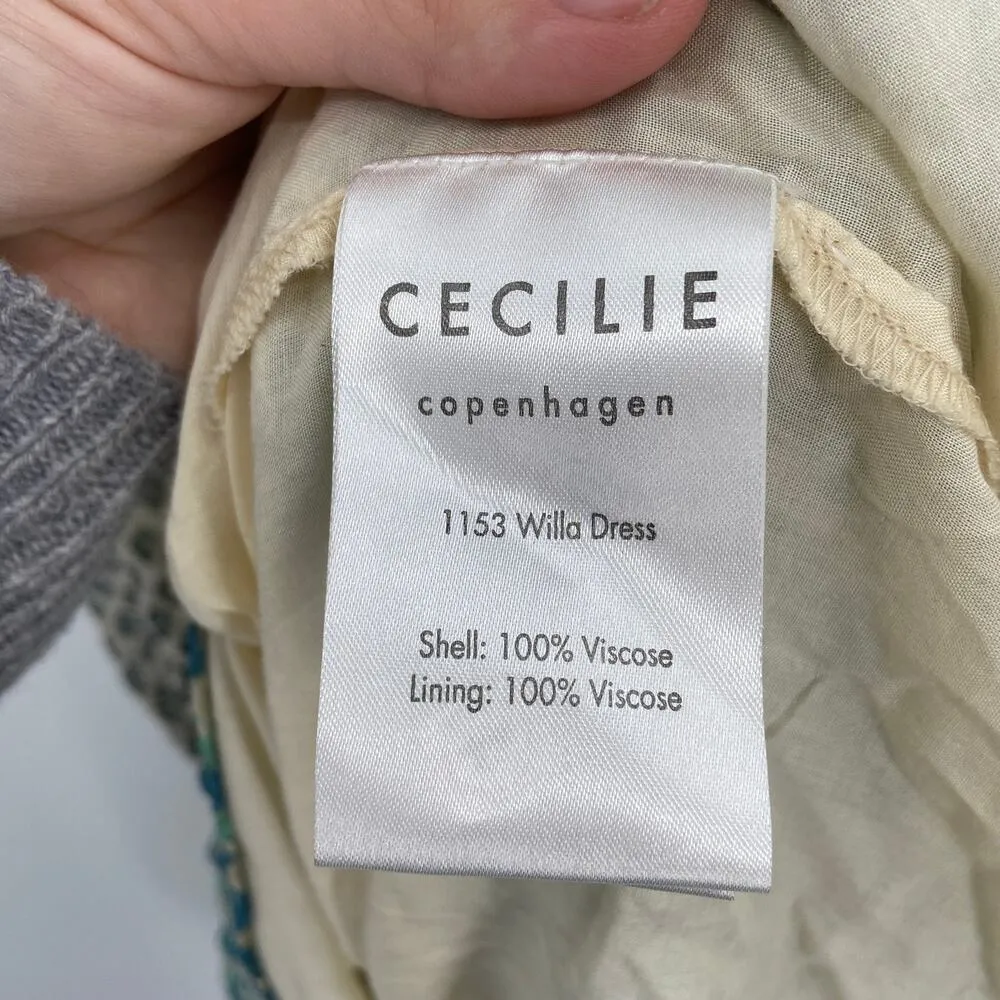 CECILIE
copenhagen
1153 Willa Dress
Shell: 100% Viscose
Lining: 100% Viscose